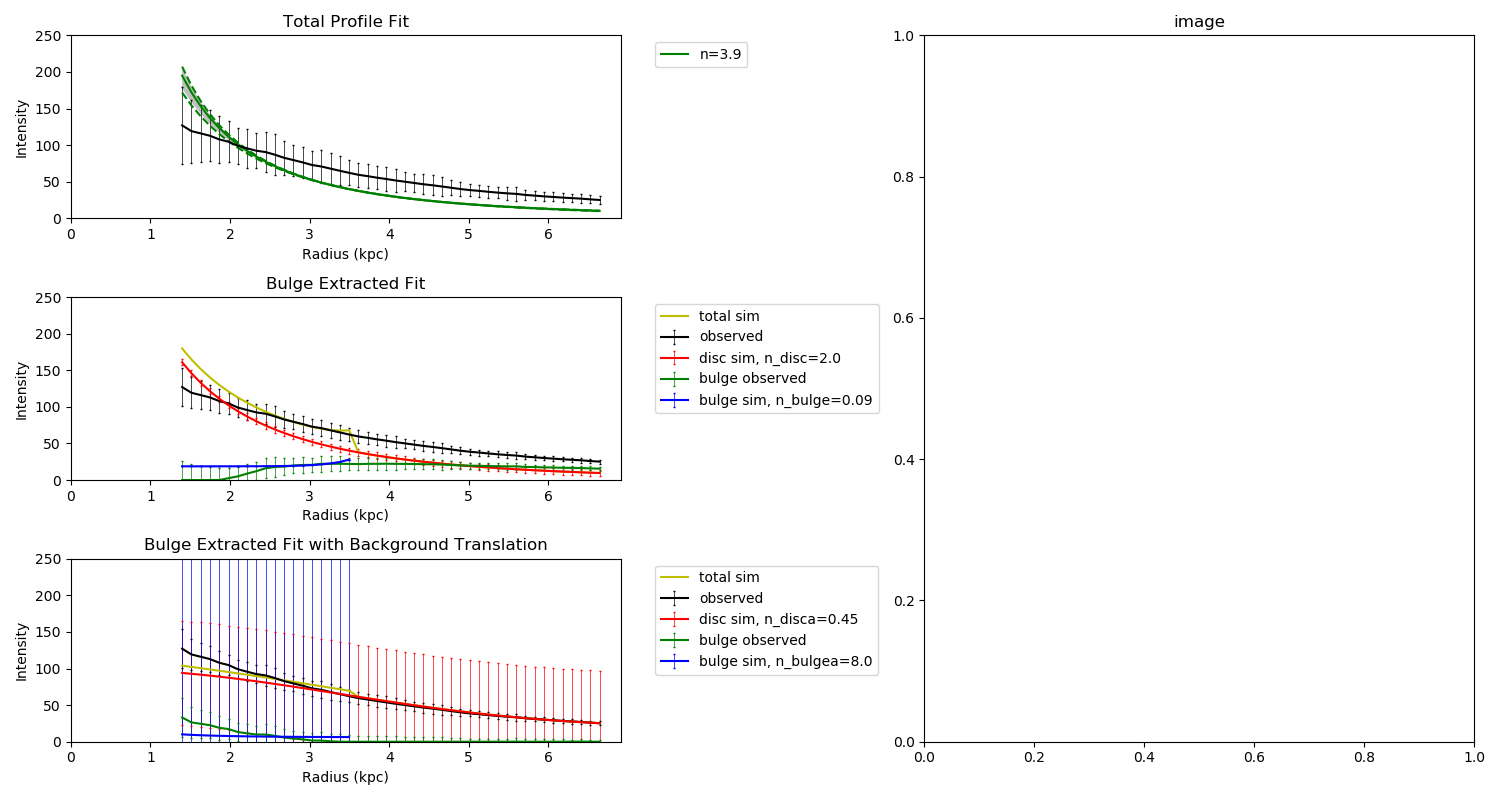 Total Profile Fit
250
200
150
100
50
0
Intensity
0 1 2 3 4 5 6
Radius (kpc)
n=3.9
Bulge Extracted Fit
250
200
150
100
50
0
Intensity
0 1 2 3 4 5 6
Radius (kpc)
total sim
observed
disc sim, n_disc=2.0
bulge observed
bulge sim, n_bulge=0.09
Bulge Extracted Fit with Background Translation
250
200
150
100
50
0
Intensity
0 1 2 3 4 5 6
Radius (kpc)
total sim
observed
disc sim, n_disca=0.45
bulge observed
bulge sim, n_bulgea=8.0
image
1.0
0.8
0.6
0.4
0.2
0.0
0.0 0.2 0.4 0.6 0.8 1.0